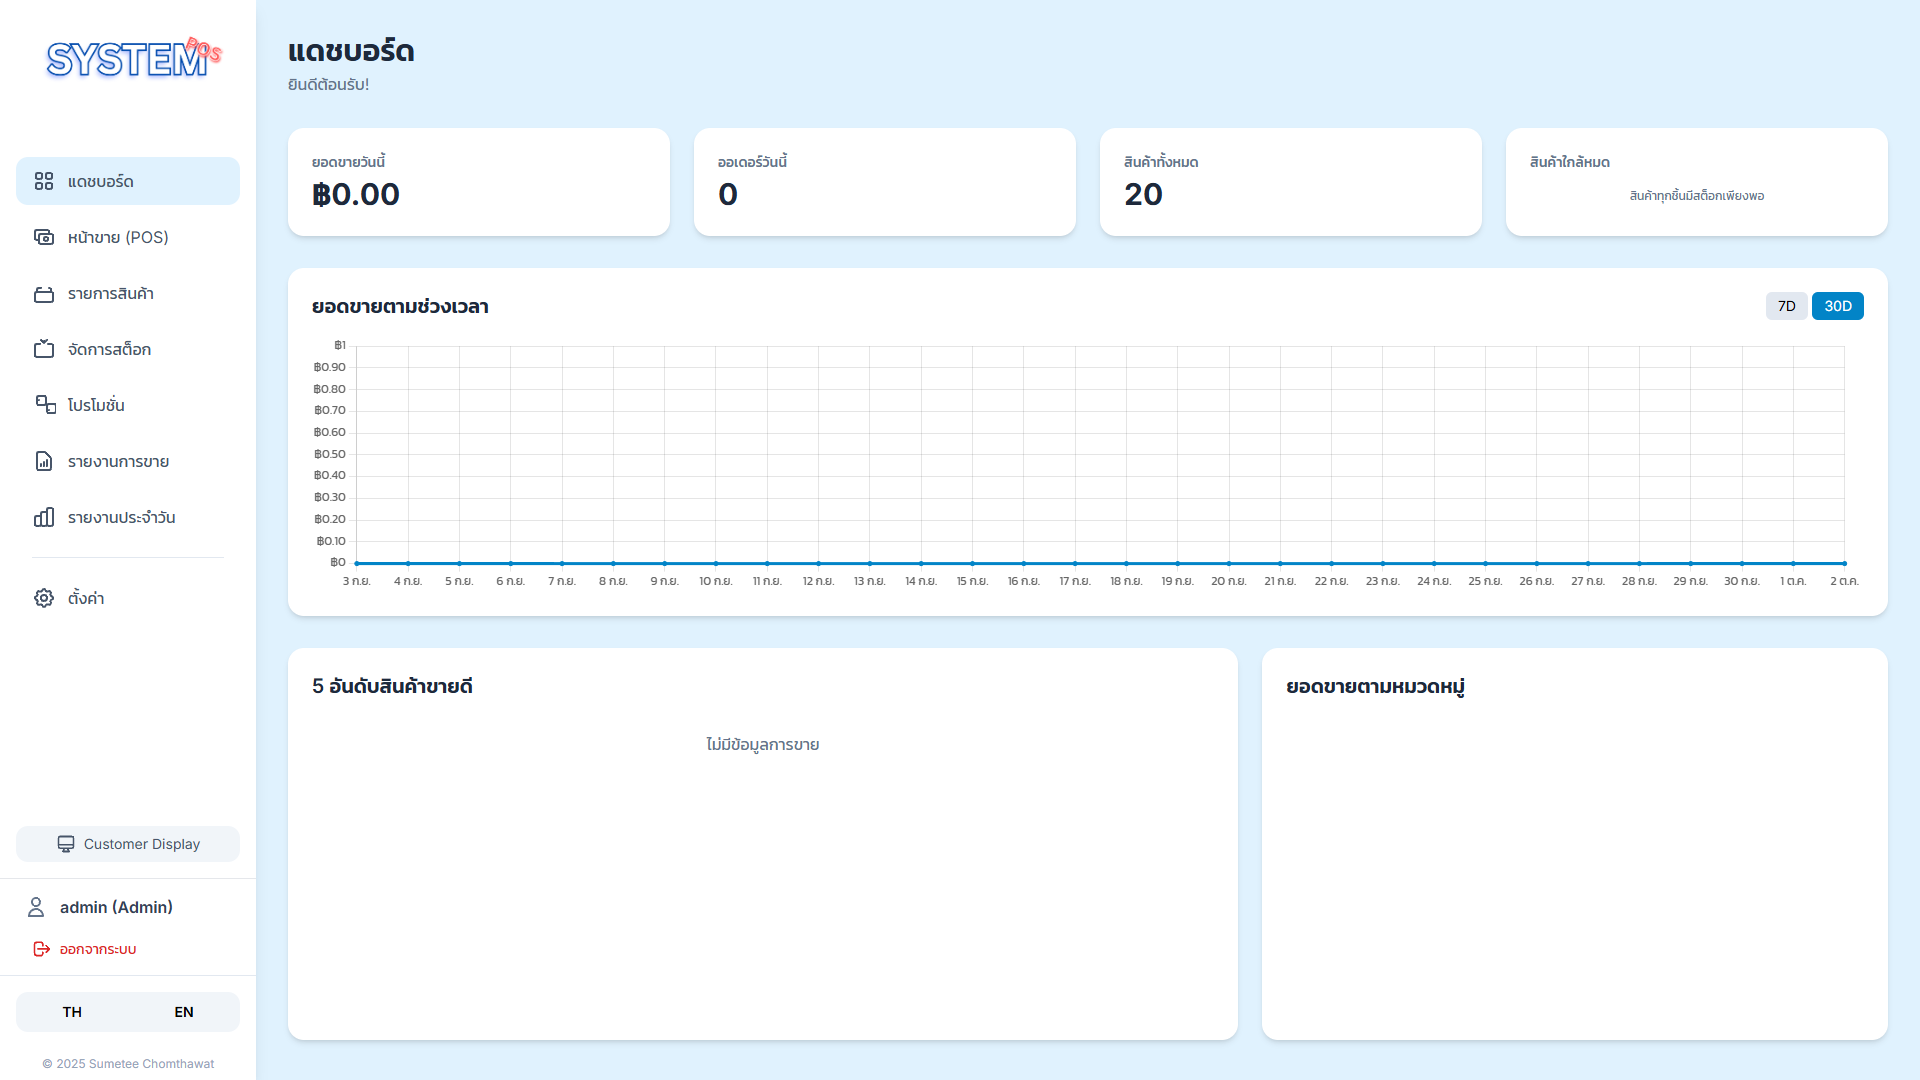 SYSTEM POS
แดชบอร์ด
หน้าขาย (POS)
รายการสินค้า
จัดการสต็อก
โปรโมชั่น
รายงานการขาย
รายงานประจำวัน
ตั้งค่า
Customer Display
admin (Admin)
ออกจากระบบ
TH EN
© 2025 Sumetee Chomthawat
แดชบอร์ด
ยินดีต้อนรับ!
ยอดขายวันนี้
฿0.00
ออเดอร์วันนี้
0
สินค้าทั้งหมด
20
สินค้าใกล้หมด
สินค้าทุกชิ้นมีสต็อกเพียงพอ
ยอดขายตามช่วงเวลา
7D 30D
฿1
฿0.90
฿0.80
฿0.70
฿0.60
฿0.50
฿0.40
฿0.30
฿0.20
฿0.10
฿0
3 ก.ย. 4 ก.ย. 5 ก.ย. 6 ก.ย. 7 ก.ย. 8 ก.ย. 9 ก.ย. 10 ก.ย. 11 ก.ย. 12 ก.ย. 13 ก.ย. 14 ก.ย. 15 ก.ย. 16 ก.ย. 17 ก.ย. 18 ก.ย. 19 ก.ย. 20 ก.ย. 21 ก.ย. 22 ก.ย. 23 ก.ย. 24 ก.ย. 25 ก.ย. 26 ก.ย. 27 ก.ย. 28 ก.ย. 29 ก.ย. 30 ก.ย. 1 ต.ค. 2 ต.ค.
5 อันดับสินค้าขายดี
ไม่มีข้อมูลการขาย
ยอดขายตามหมวดหมู่